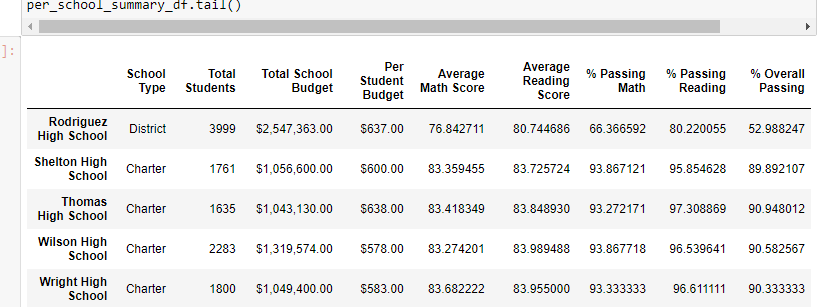 per_school_summary_df.tail()
]:
School Type Total Students Total School Budget Per Student Budget Average Math Score Average Reading Score % Passing Math % Passing Reading % Overall Passing
Rodriguez High School District 3999 $2,547,363.00 $637.00 76.842711 80.744686 66.366592 80.220055 52.988247
Shelton High School Charter 1761 $1,056,600.00 $600.00 83.359455 83.725724 93.867121 95.854628 89.892107
Thomas High School Charter 1635 $1,043,130.00 $638.00 83.418349 83.848930 93.272171 97.308869 90.948012
Wilson High School Charter 2283 $1,319,574.00 $578.00 83.274201 83.989488 93.867718 96.539641 90.582567
Wright High School Charter 1800 $1,049,400.00 $583.00 83.682222 83.955000 93.333333 96.611111 90.333333